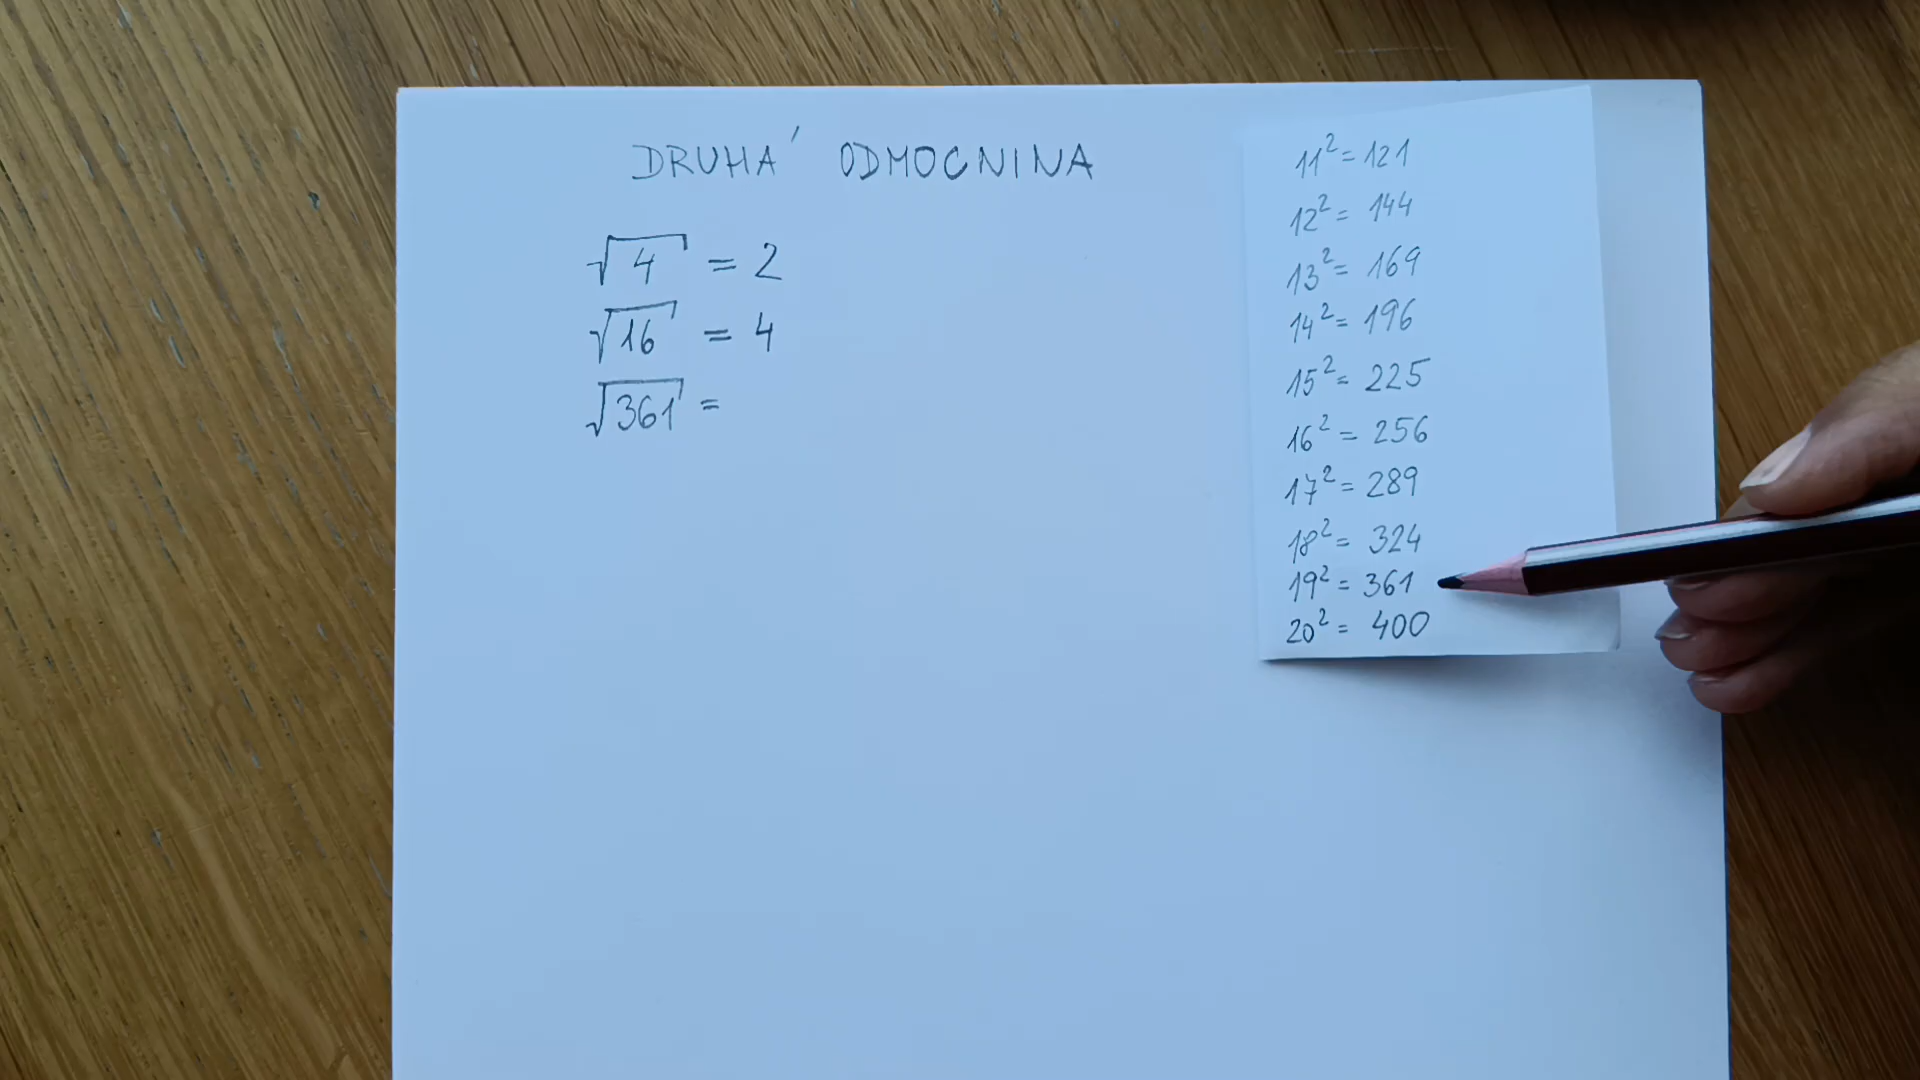 DRUHÁ ODMOCNINA
√4 = 2
√16 = 4
√361 =
11² = 121
12² = 144
13² = 169
14² = 196
15² = 225
16² = 256
17² = 289
18² = 324
19² = 361
20² = 400